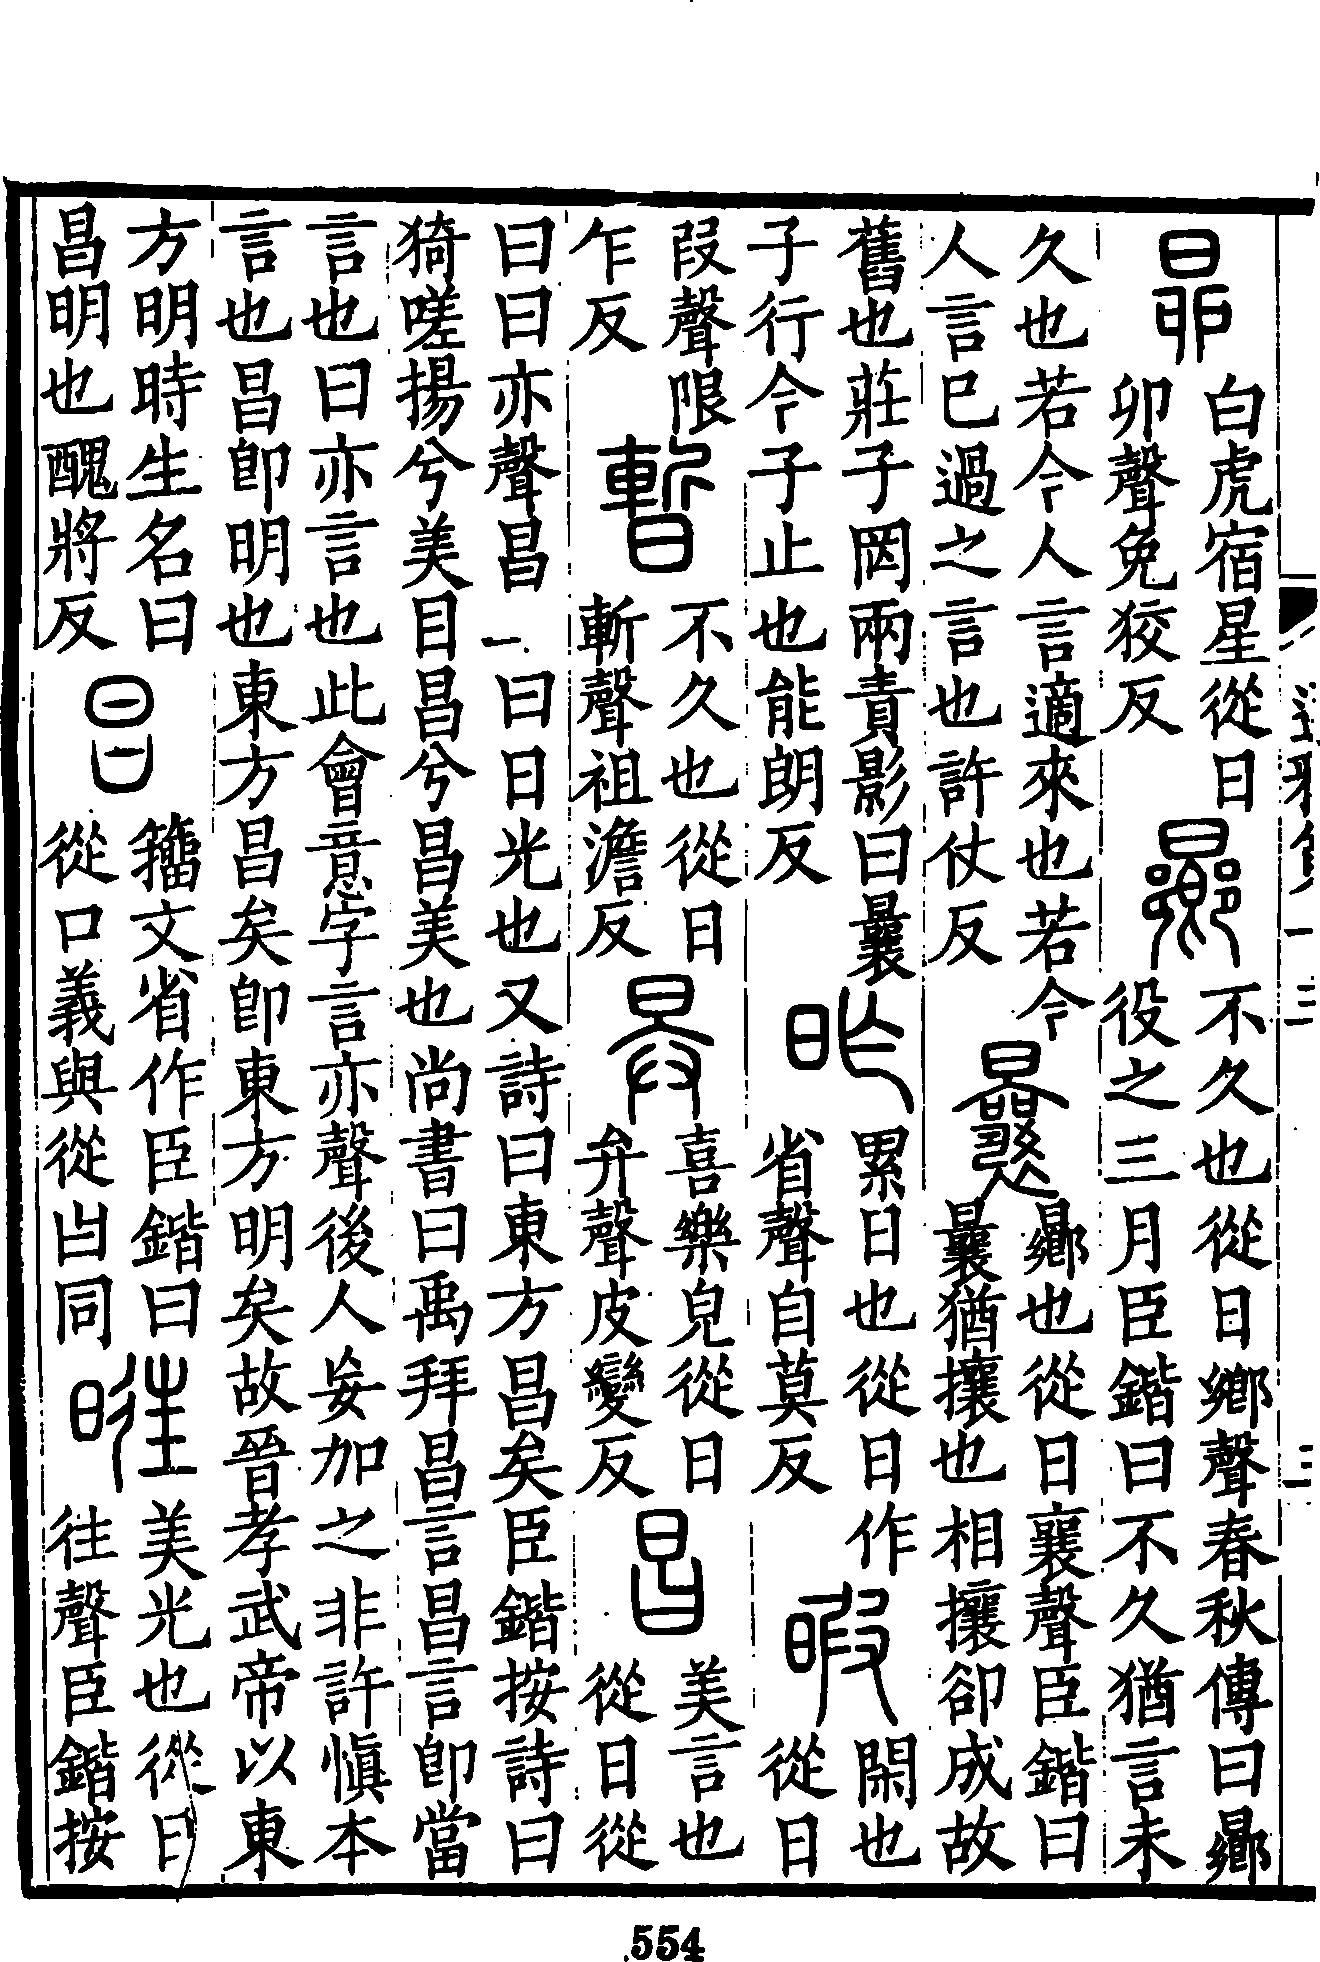 昴
白虎宿星從日
卯聲免狡反
曏
不久也從日鄉聲春秋傳曰曏
役之三月臣鍇曰不久猶言未
久也若今人言適來也若今
人言已過之言也許仗反
曩
曏也從日襄聲臣鍇曰
曩猶攘也相攘卻成故
舊也莊子罔兩責影曰曩
子行今子止也能朗反
昨
累日也從日作
省聲自莫反
暇
閑也
從日
叚聲限
乍反
暫
不久也從日
斬聲祖澹反
昪
喜樂皃從日
弁聲皮變反
昌
美言也
從日從
曰曰亦聲昌一曰日光也又詩曰東方昌矣臣鍇按詩曰
猗嗟揚兮美目昌兮昌美也尚書曰禹拜昌言昌言卽當
言也曰亦言也此會意字言亦聲後人妄加之非許愼本
言也昌卽明也東方昌矣卽東方明矣故晉孝武帝以東
方明時生名曰
昌明也醜將反
昌
籒文省作臣鍇曰
從口義與從同
暀
美光也從日
往聲臣鍇按
554